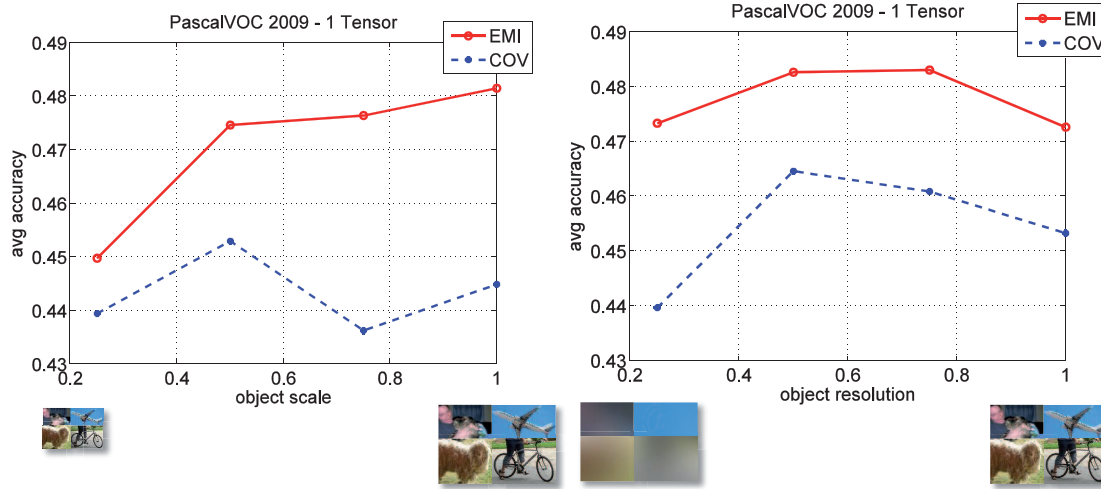 PascalVOC 2009 - 1 Tensor
EMI
COV
0.49
0.48
0.47
0.46
0.45
0.44
0.43
avg accuracy
0.2
0.4
0.6
0.8
1
object scale
PascalVOC 2009 - 1 Tensor
EMI
COV
0.49
0.48
0.47
0.46
0.45
0.44
0.43
avg accuracy
0.2
0.4
0.6
0.8
1
object resolution